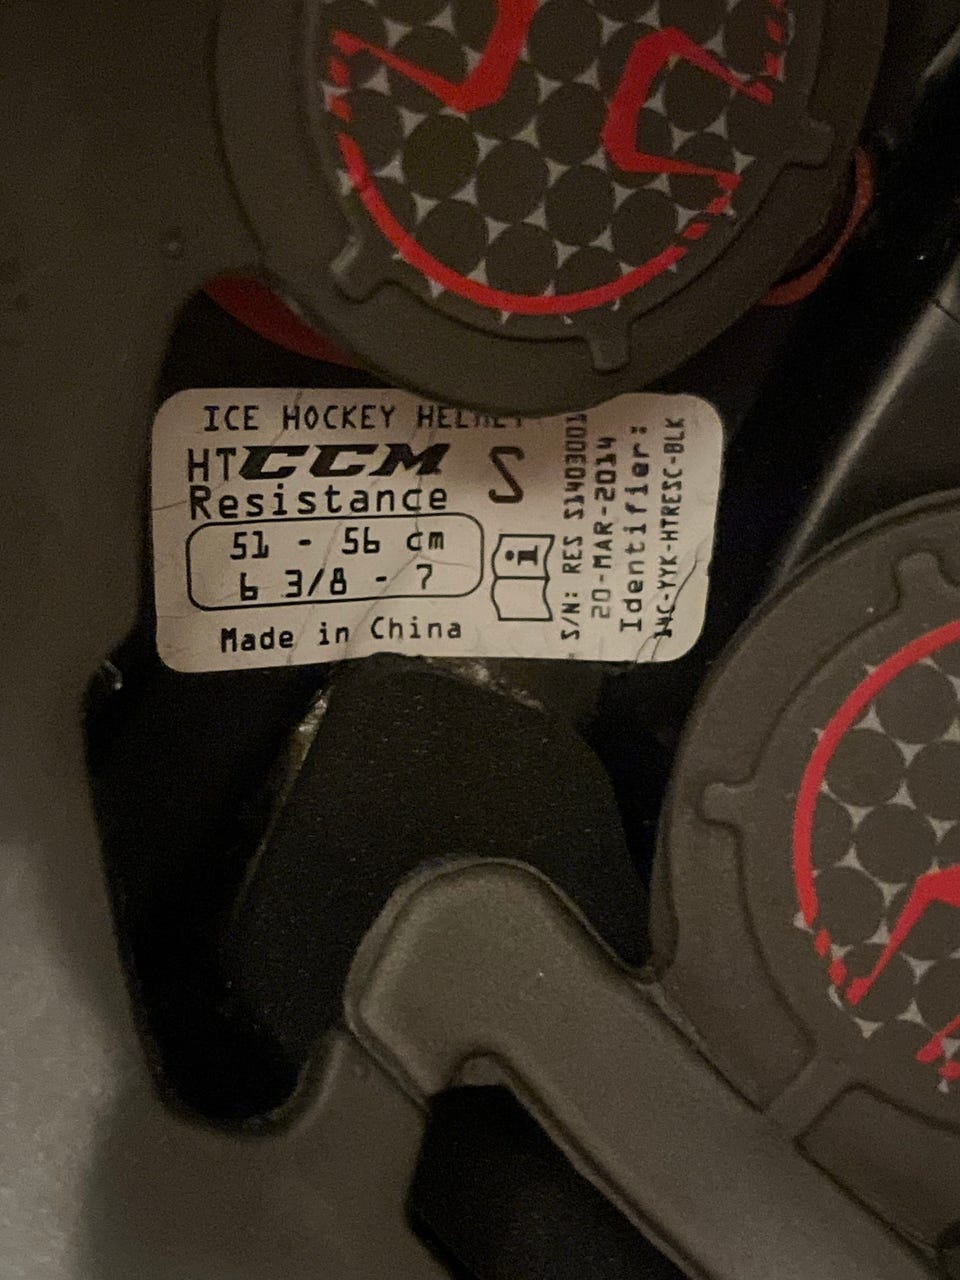 ICE HOCKEY HELMET
HT CCM
Resistance
S
51 - 56 cm
6 3/8 - 7
i
Made in China
S/N: RES S1403001
20-MAR-2014
Identifier:
14C-YYK-HTRESC-BLK